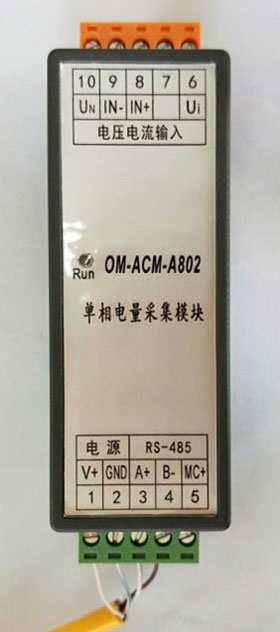 10 9 8 7 6
UN IN- IN+ Ui
电压电流输入
Run OM-ACM-A802
单相电量采集模块
电源 RS-485
V+ GND A+ B- MC+
1 2 3 4 5